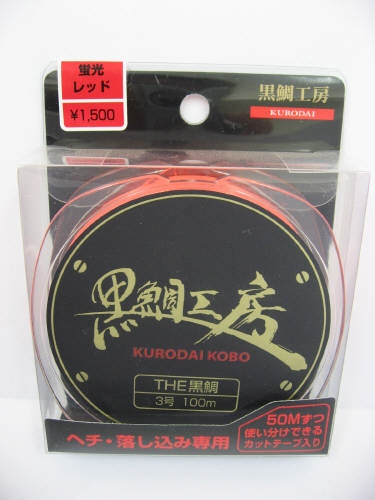 蛍光
レッド
¥1,500
黒鯛工房
KURODAI
黒鯛工房
KURODAI KOBO
THE黒鯛
3号 100m
50Mずつ
使い分けできる
カットテープ入り
ヘチ・落し込み専用